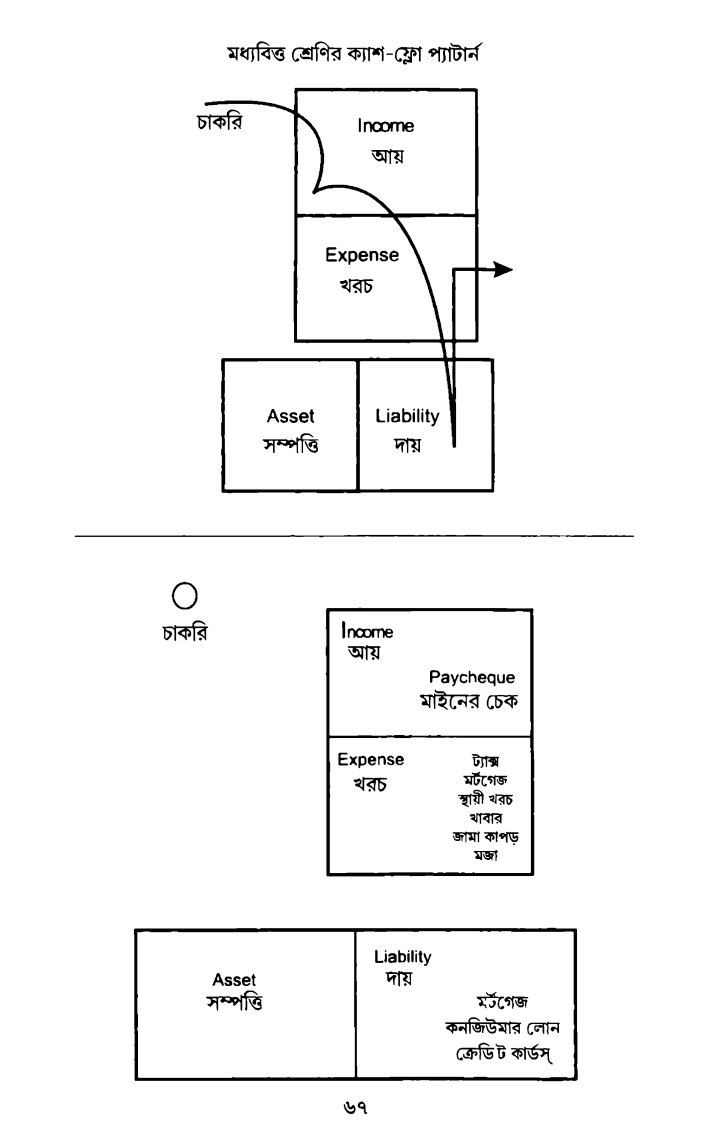 মধ্যবিত্ত শ্রেণির ক্যাশ-ফ্লো প্যাটার্ন
চাকরি
Income
আয়
Expense
খরচ
Asset
সম্পত্তি
Liability
দায়
চাকরি
Income
আয়
Paycheque
মাইনের চেক
Expense
খরচ
ট্যাক্স
মর্টগেজ
স্থায়ী খরচ
খাবার
জামা কাপড়
মজা
Asset
সম্পত্তি
Liability
দায়
মর্টগেজ
কনজিউমার লোন
ক্রেডিট কার্ডস্
৬৭